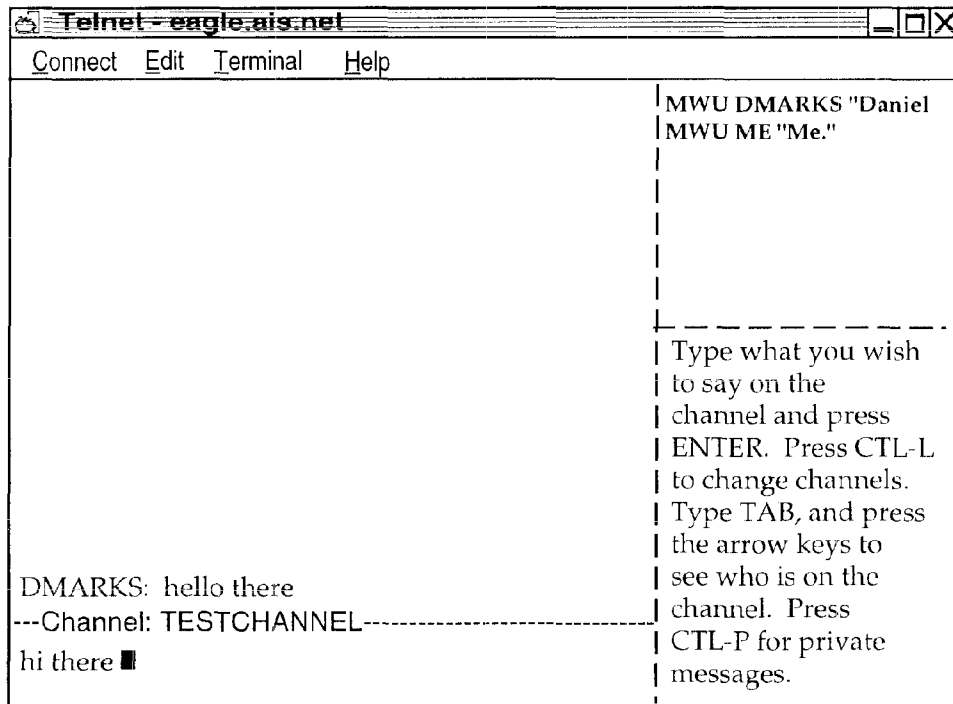 Telnet - eagle.ais.net
Connect Edit Terminal Help
MWU DMARKS "Daniel
MWU ME "Me."
Type what you wish
to say on the
channel and press
ENTER. Press CTL-L
to change channels.
Type TAB, and press
the arrow keys to
see who is on the
channel. Press
CTL-P for private
messages.
DMARKS: hello there
---Channel: TESTCHANNEL------------------------------
hi there